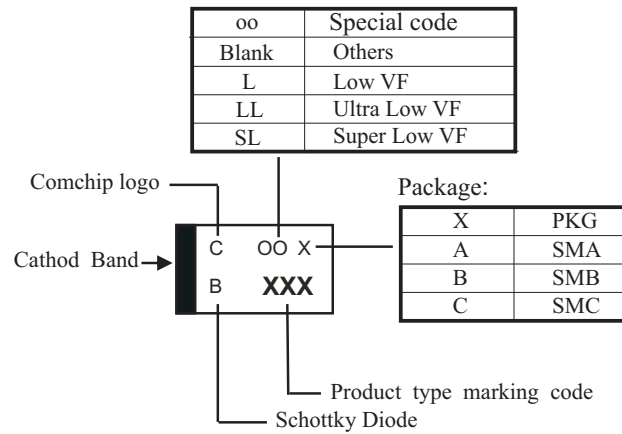 oo Special code
Blank Others
L Low VF
LL Ultra Low VF
SL Super Low VF
Comchip logo
Package:
X PKG
A SMA
B SMB
C SMC
Cathod Band
C OO X
B XXX
Product type marking code
Schottky Diode